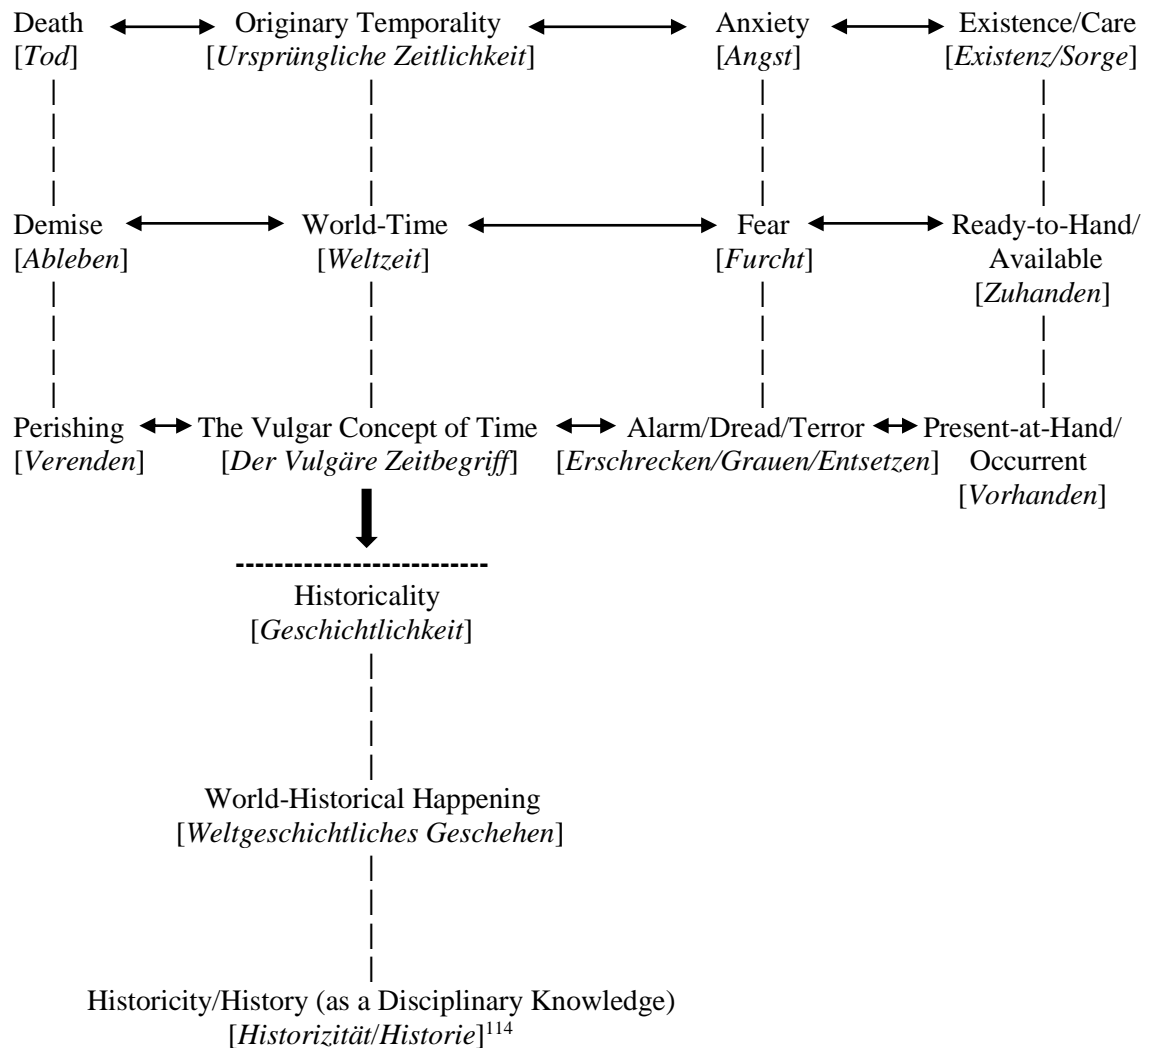 Death Originary Temporality Anxiety Existence/Care
[Tod] [Ursprüngliche Zeitlichkeit] [Angst] [Existenz/Sorge]
Demise World-Time Fear Ready-to-Hand/
[Ableben] [Weltzeit] [Furcht] Available
[Zuhanden]
Perishing The Vulgar Concept of Time Alarm/Dread/Terror Present-at-Hand/
[Verenden] [Der Vulgäre Zeitbegriff] [Erschrecken/Grauen/Entsetzen] Occurrent
[Vorhanden]
Historicality
[Geschichtlichkeit]
World-Historical Happening
[Weltgeschichtliches Geschehen]
Historicity/History (as a Disciplinary Knowledge)
[Historizität/Historie]114